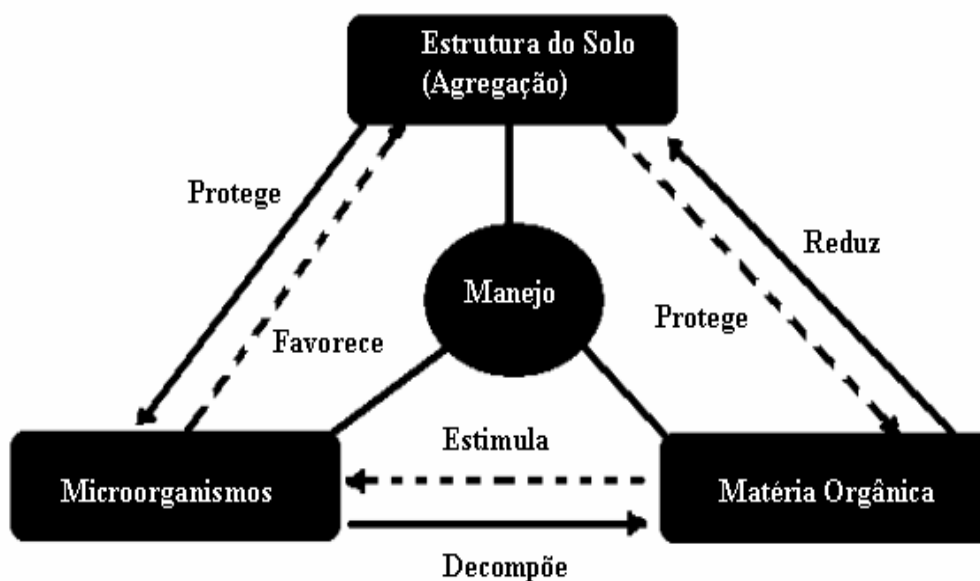 Estrutura do Solo
(Agregação)
Protege
Reduz
Manejo
Favorece
Protege
Estimula
Microorganismos
Matéria Orgânica
Decompõe